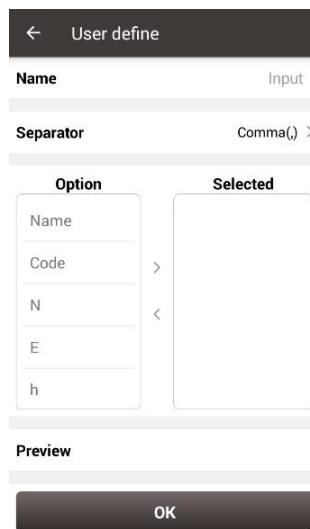 User define
Name Input
Separator Comma(,)
Option Selected
Name
Code
N
E
h
Preview
OK